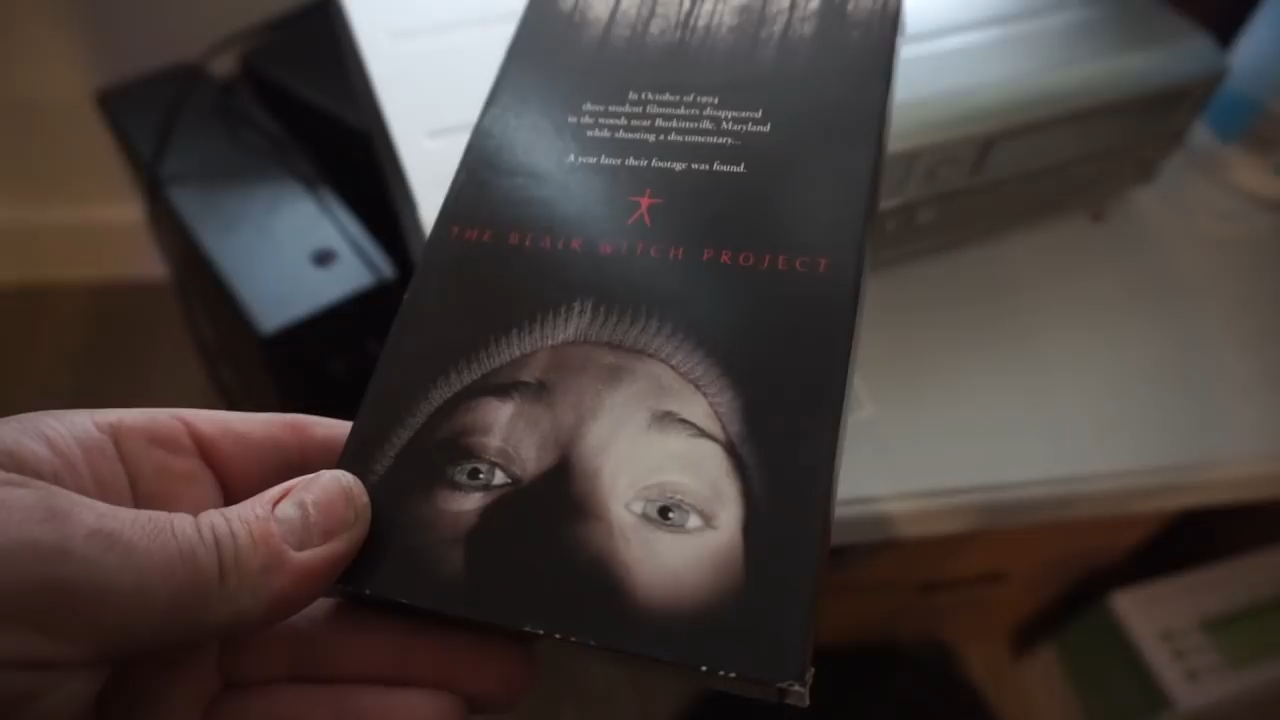 In October of 1994
three student filmmakers disappeared
in the woods near Burkittsville, Maryland
while shooting a documentary...
A year later their footage was found.
THE BLAIR WITCH PROJECT